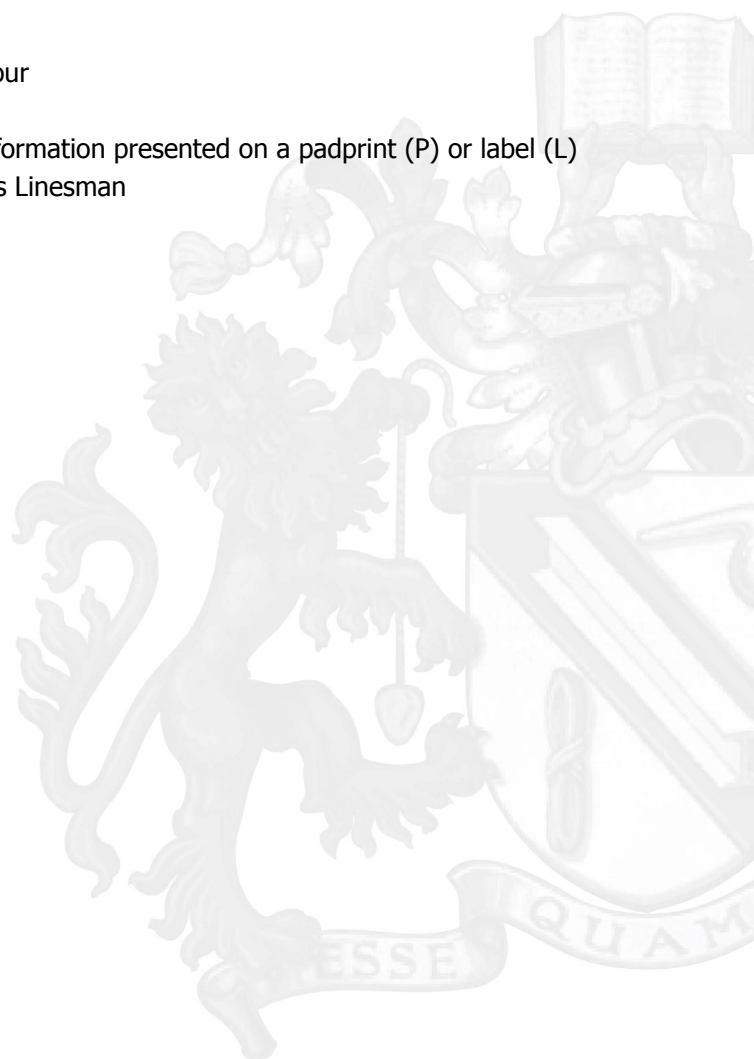 our
formation presented on a padprint (P) or label (L)
s Linesman
ESSE
QUAM